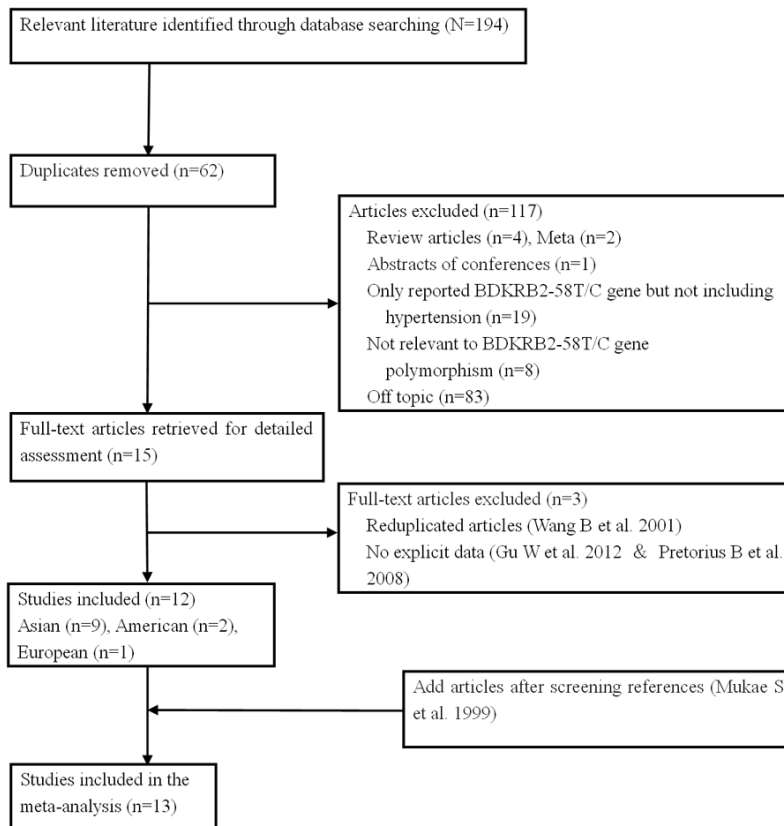 Relevant literature identified through database searching (N=194)
Duplicates removed (n=62)
Articles excluded (n=117)
Review articles (n=4), Meta (n=2)
Abstracts of conferences (n=1)
Only reported BDKRB2-58T/C gene but not including
hypertension (n=19)
Not relevant to BDKRB2-58T/C gene
polymorphism (n=8)
Off topic (n=83)
Full-text articles retrieved for detailed
assessment (n=15)
Full-text articles excluded (n=3)
Reduplicated articles (Wang B et al. 2001)
No explicit data (Gu W et al. 2012 & Pretorius B et al.
2008)
Studies included (n=12)
Asian (n=9), American (n=2),
European (n=1)
Add articles after screening references (Mukae S
et al. 1999)
Studies included in the
meta-analysis (n=13)